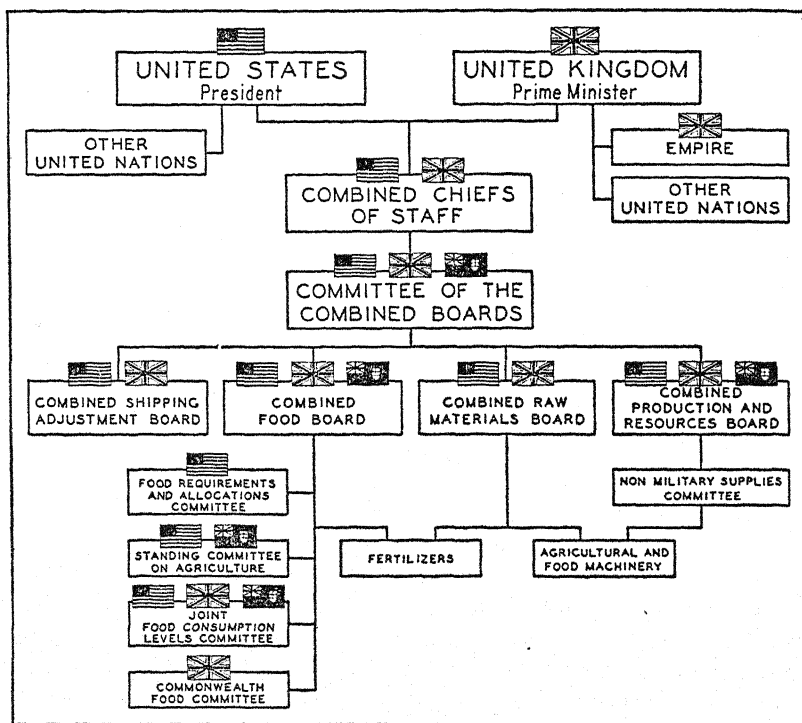 UNITED STATES
President
UNITED KINGDOM
Prime Minister
OTHER
UNITED NATIONS
EMPIRE
OTHER
UNITED NATIONS
COMBINED CHIEFS
OF STAFF
COMMITTEE OF THE
COMBINED BOARDS
COMBINED SHIPPING
ADJUSTMENT BOARD
COMBINED
FOOD BOARD
COMBINED RAW
MATERIALS BOARD
COMBINED
PRODUCTION AND
RESOURCES BOARD
FOOD REQUIREMENTS
AND ALLOCATIONS
COMMITTEE
NON MILITARY SUPPLIES
COMMITTEE
STANDING COMMITTEE
ON AGRICULTURE
FERTILIZERS
AGRICULTURAL AND
FOOD MACHINERY
JOINT
FOOD CONSUMPTION
LEVELS COMMITTEE
COMMONWEALTH
FOOD COMMITTEE